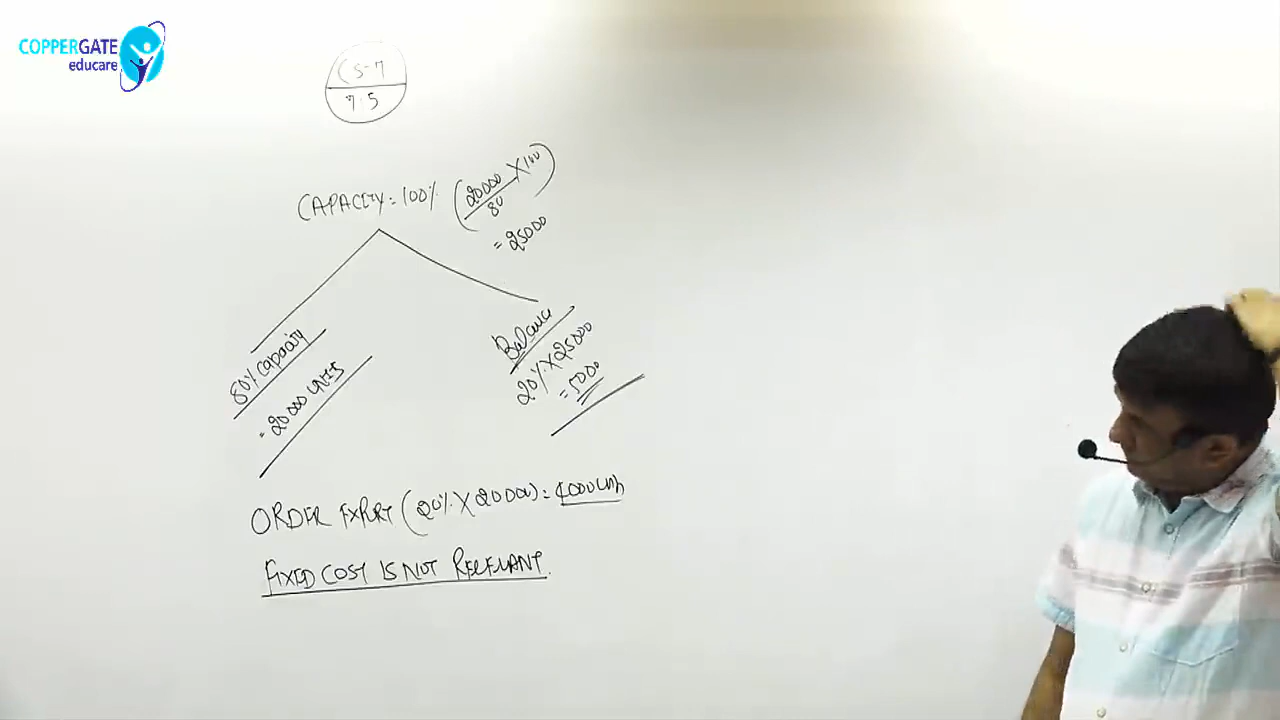 COPPERGATE
educare
CS-7
7.5
CAPACITY = 100% (20000/80 X 100)
= 25000
80% Capacity
= 20000 UNITS
Balance
20% X 25000
= 5000
ORDER EXPORT (20% X 20000) = 4000 Units
FIXED COST IS NOT RELEVANT.